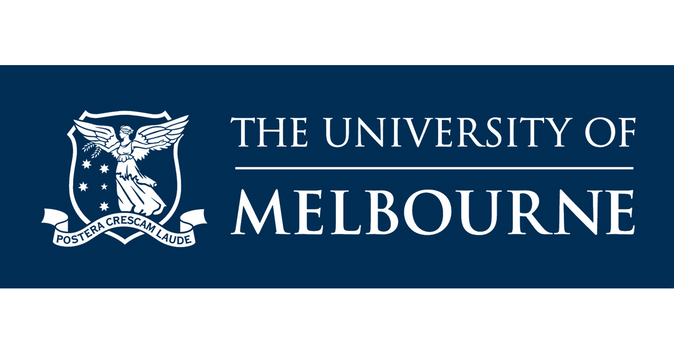 THE UNIVERSITY OF
MELBOURNE
POSTERA CRESCAM LAUDE